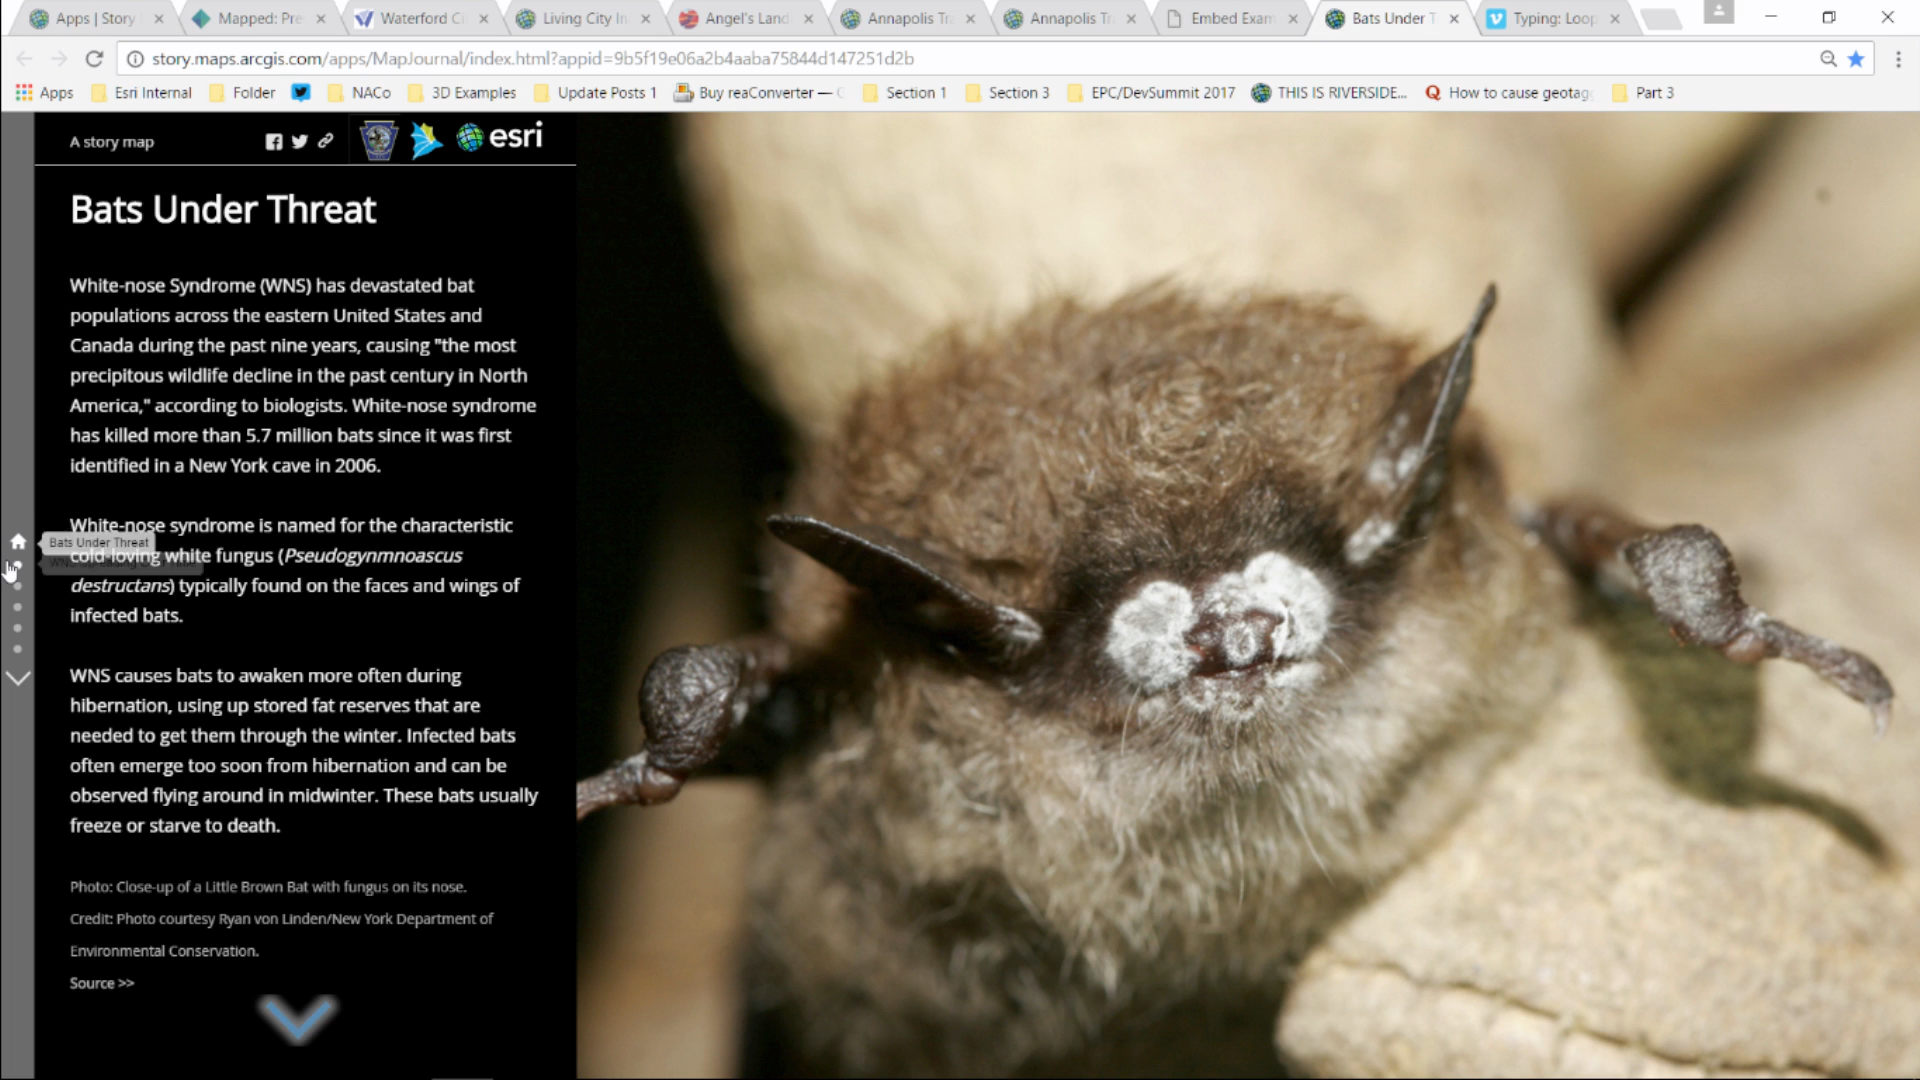 Apps | Story
Mapped: Pre
Waterford C
Living City In
Angel's Land
Annapolis Tr
Annapolis Tr
Embed Exam
Bats Under T
Typing: Loop
story.maps.arcgis.com/apps/MapJournal/index.html?appid=9b5f19e06a2b4aaba75844d147251d2b
Apps Esri Internal Folder NACo 3D Examples Update Posts 1 Buy reaConverter — Section 1 Section 3 EPC/DevSummit 2017 THIS IS RIVERSIDE... How to cause geotag Part 3
A story map
esri
Bats Under Threat
White-nose Syndrome (WNS) has devastated bat
populations across the eastern United States and
Canada during the past nine years, causing "the most
precipitous wildlife decline in the past century in North
America," according to biologists. White-nose syndrome
has killed more than 5.7 million bats since it was first
identified in a New York cave in 2006.
White-nose syndrome is named for the characteristic
Bats Under Threat
cold-loving white fungus (Pseudogynmnoascus
destructans) typically found on the faces and wings of
infected bats.
WNS causes bats to awaken more often during
hibernation, using up stored fat reserves that are
needed to get them through the winter. Infected bats
often emerge too soon from hibernation and can be
observed flying around in midwinter. These bats usually
freeze or starve to death.
Photo: Close-up of a Little Brown Bat with fungus on its nose.
Credit: Photo courtesy Ryan von Linden/New York Department of
Environmental Conservation.
Source >>